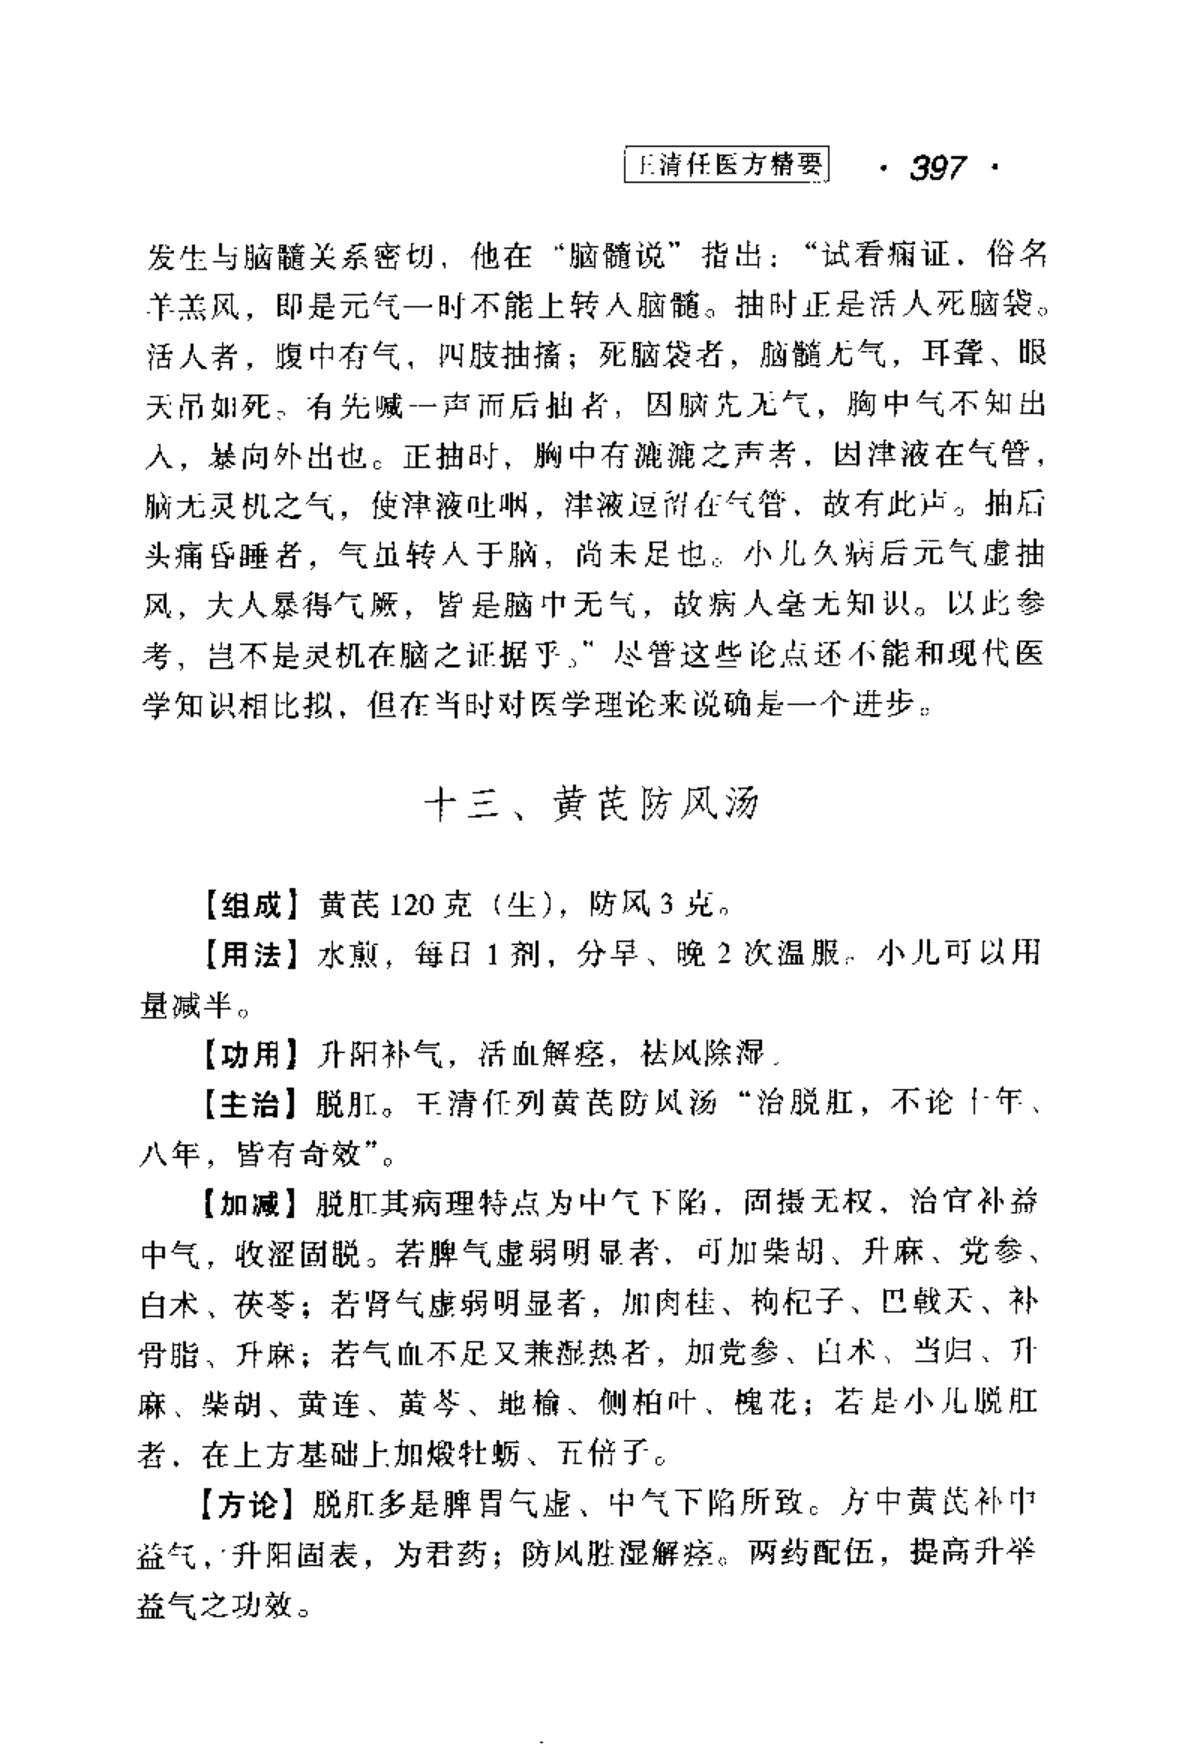 王清任医方精要 · 397 ·
发生与脑髓关系密切，他在“脑髓说”指出：“试看痫证，俗名
羊羔风，即是元气一时不能上转入脑髓。抽时正是活人死脑袋。
活人者，腹中有气，四肢抽搐；死脑袋者，脑髓无气，耳聋、眼
天吊如死。有先喊一声而后抽者，因脑先无气，胸中气不知出
入，暴向外出也。正抽时，胸中有漉漉之声者，因津液在气管，
脑无灵机之气，使津液吐咽，津液逗留在气管，故有此声。抽后
头痛昏睡者，气虽转入于脑，尚未足也。小儿久病后元气虚抽
风，大人暴得气厥，皆是脑中无气，故病人毫无知识。以此参
考，岂不是灵机在脑之证据乎。”尽管这些论点还不能和现代医
学知识相比拟，但在当时对医学理论来说确是一个进步。
十三、黄芪防风汤
【组成】黄芪 120 克（生），防风 3 克。
【用法】水煎，每日 1 剂，分早、晚 2 次温服。小儿可以用
量减半。
【功用】升阳补气，活血解痉，祛风除湿。
【主治】脱肛。王清任列黄芪防风汤“治脱肛，不论十年、
八年，皆有奇效”。
【加减】脱肛其病理特点为中气下陷，固摄无权，治宜补益
中气，收涩固脱。若脾气虚弱明显者，可加柴胡、升麻、党参、
白术、茯苓；若肾气虚弱明显者，加肉桂、枸杞子、巴戟天、补
骨脂、升麻；若气血不足又兼湿热者，加党参、白术、当归、升
麻、柴胡、黄连、黄芩、地榆、侧柏叶、槐花；若是小儿脱肛
者，在上方基础上加煅牡蛎、五倍子。
【方论】脱肛多是脾胃气虚、中气下陷所致。方中黄芪补中
益气，升阳固表，为君药；防风胜湿解痉。两药配伍，提高升举
益气之功效。